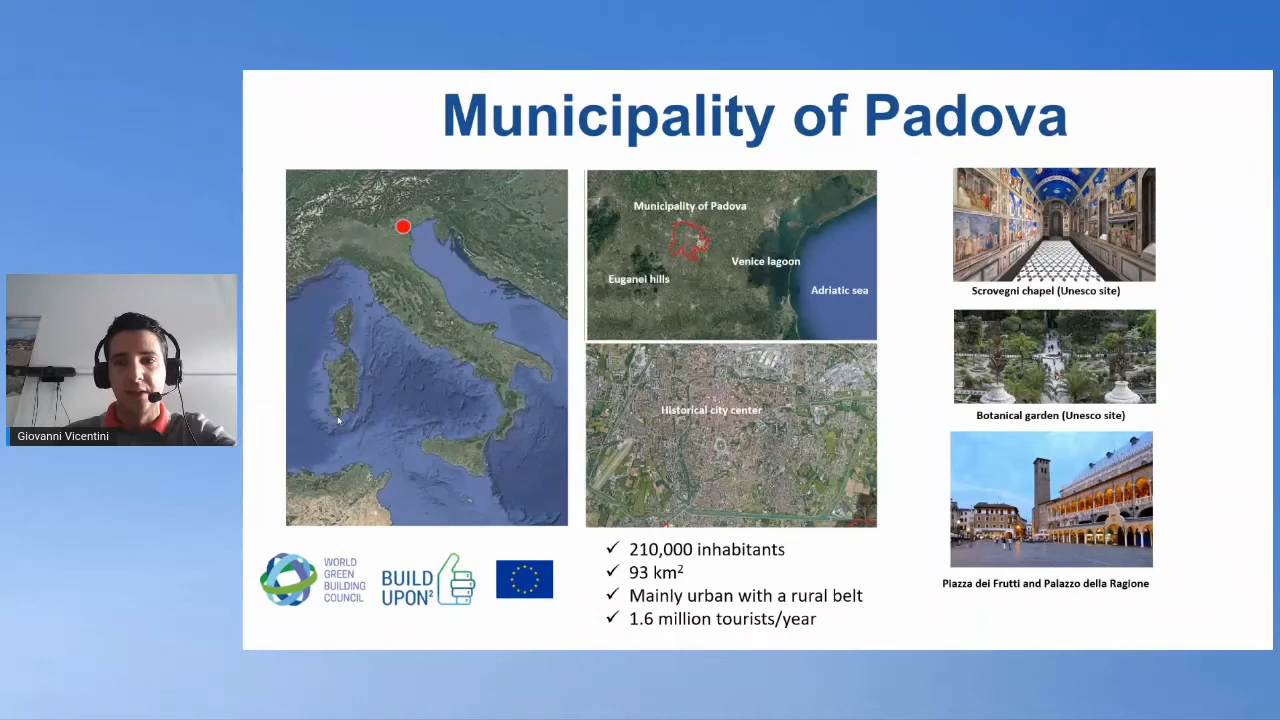 Municipality of Padova
Municipality of Padova
Venice lagoon
Euganei hills
Adriatic sea
Historical city center
Scrovegni chapel (Unesco site)
Botanical garden (Unesco site)
Piazza dei Frutti and Palazzo della Ragione
Giovanni Vicentini
WORLD
GREEN
BUILDING
COUNCIL
BUILD
UPON²
✓ 210,000 inhabitants
✓ 93 km²
✓ Mainly urban with a rural belt
✓ 1.6 million tourists/year